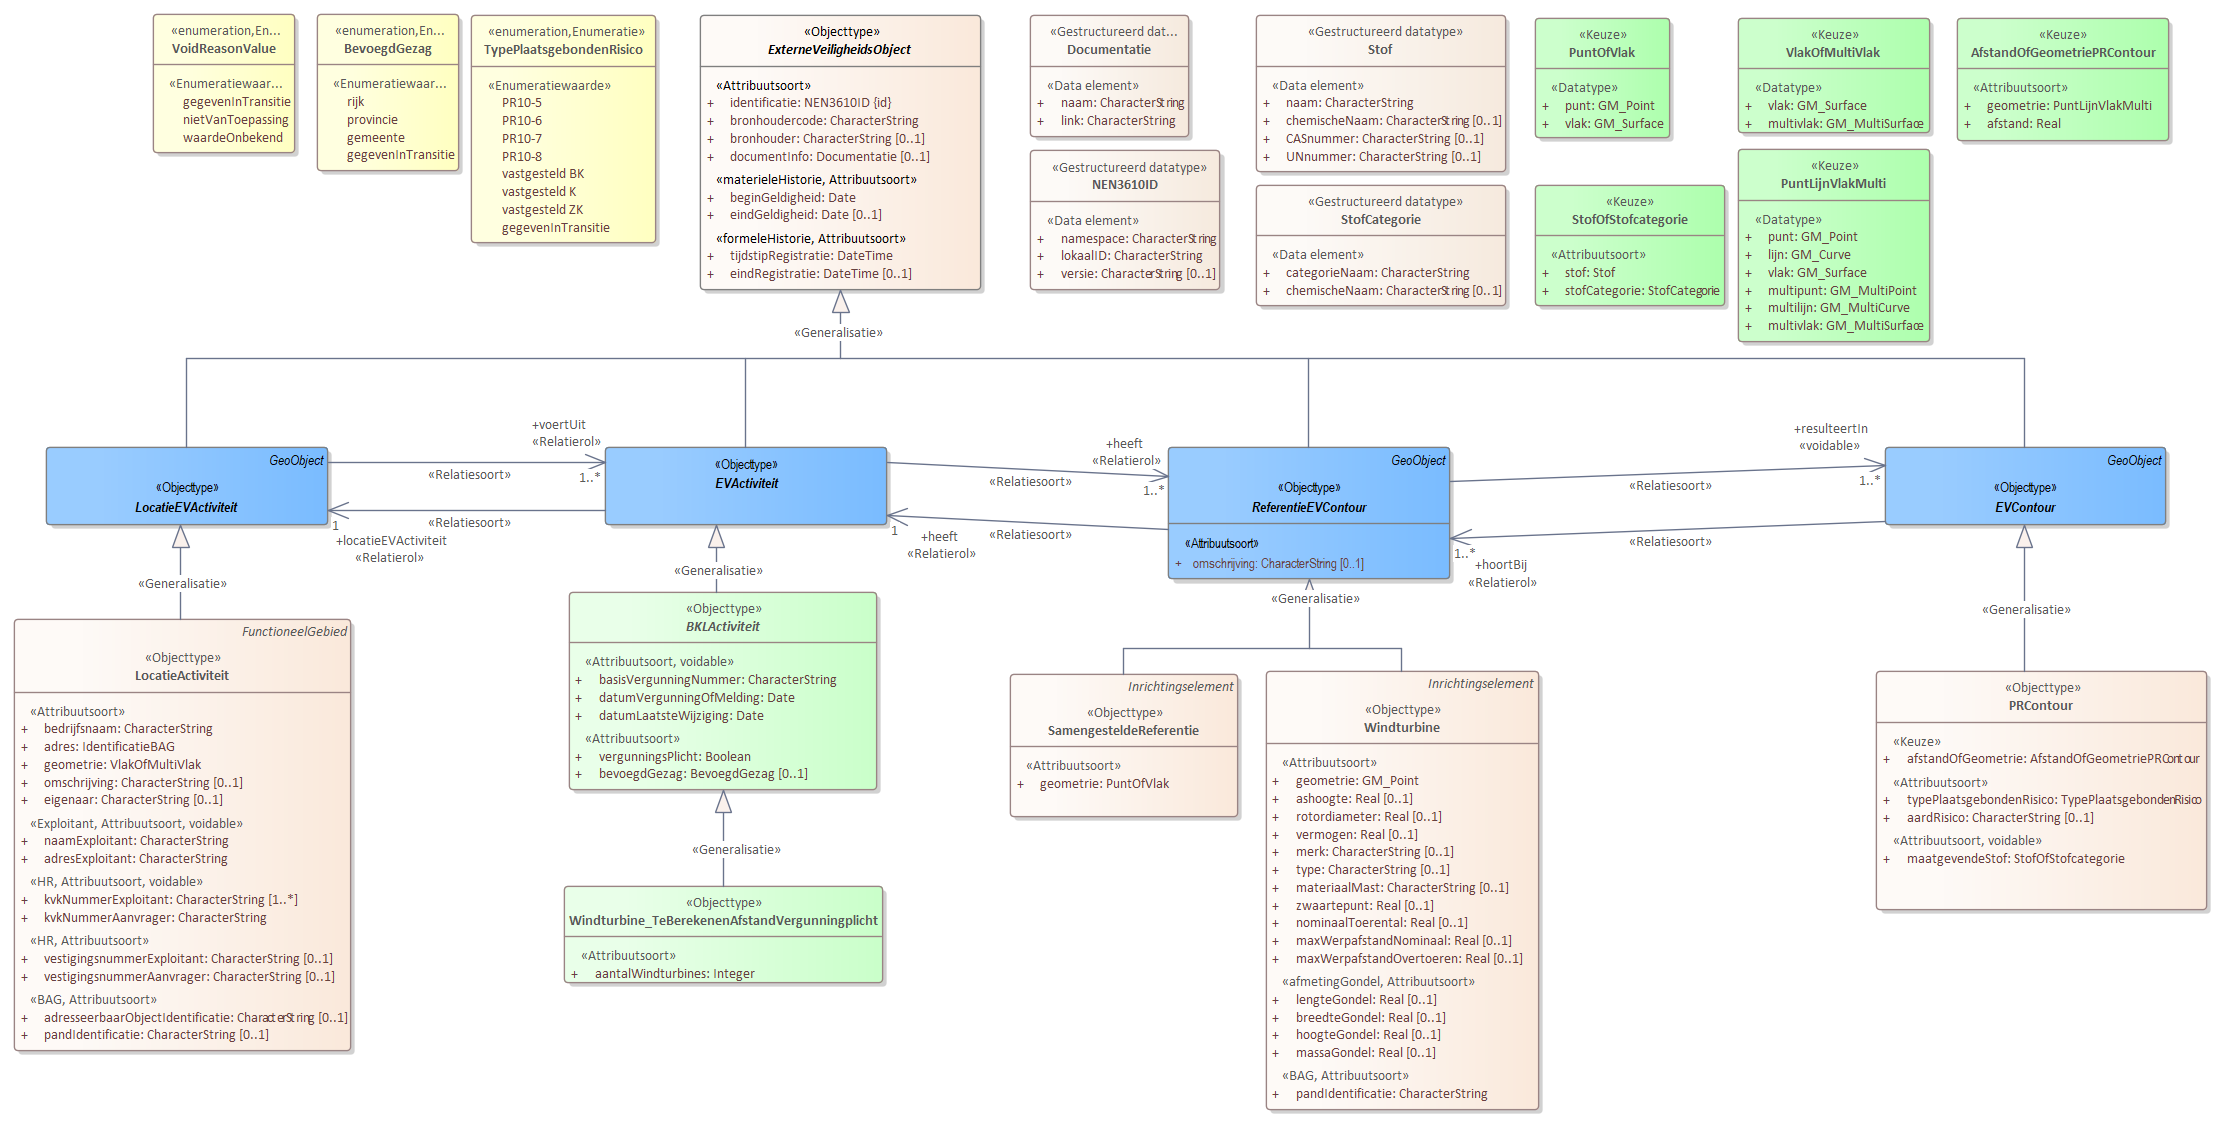 «enumeration,En...
VoidReasonValue
«Enumeratiewaar...
gegevenInTransitie
nietVanToepassing
waardeOnbekend
«enumeration,En...
BevoegdGezag
«Enumeratiewaar...
rijk
provincie
gemeente
gegevenInTransitie
«enumeration,Enumeratie»
TypePlaatsgebondenRisico
«Enumeratiewaarde»
PR10-5
PR10-6
PR10-7
PR10-8
vastgesteld BK
vastgesteld K
vastgesteld ZK
gegevenInTransitie
«Objecttype»
ExterneVeiligheidsObject
«Attribuutsoort»
+ identificatie: NEN3610ID {id}
+ bronhoudercode: CharacterString
+ bronhouder: CharacterString [0..1]
+ documentInfo: Documentatie [0..1]
«materieleHistorie, Attribuutsoort»
+ beginGeldigheid: Date
+ eindGeldigheid: Date [0..1]
«formeleHistorie, Attribuutsoort»
+ tijdstipRegistratie: DateTime
+ eindRegistratie: DateTime [0..1]
«Gestructureerd dat...
Documentatie
«Data element»
+ naam: CharacterString
+ link: CharacterString
«Gestructureerd datatype»
NEN3610ID
«Data element»
+ namespace: CharacterString
+ lokaalID: CharacterString
+ versie: CharacterString [0..1]
«Gestructureerd datatype»
Stof
«Data element»
+ naam: CharacterString
+ chemischeNaam: CharacterString [0..1]
+ CASnummer: CharacterString [0..1]
+ UNnummer: CharacterString [0..1]
«Gestructureerd datatype»
StofCategorie
«Data element»
+ categorieNaam: CharacterString
+ chemischeNaam: CharacterString [0..1]
«Keuze»
PuntOfVlak
«Datatype»
+ punt: GM_Point
+ vlak: GM_Surface
«Keuze»
StofOfStofcategorie
«Attribuutsoort»
+ stof: Stof
+ stofCategorie: StofCategorie
«Keuze»
VlakOfMultiVlak
«Datatype»
+ vlak: GM_Surface
+ multivlak: GM_MultiSurface
«Keuze»
PuntLijnVlakMulti
«Datatype»
+ punt: GM_Point
+ lijn: GM_Curve
+ vlak: GM_Surface
+ multipunt: GM_MultiPoint
+ multilijn: GM_MultiCurve
+ multivlak: GM_MultiSurface
«Keuze»
AfstandOfGeometriePRContour
«Attribuutsoort»
+ geometrie: PuntLijnVlakMulti
+ afstand: Real
«Generalisatie»
GeoObject
«Objecttype»
LocatieEVActiviteit
+voertUit
«Relatierol»
1..*
«Relatiesoort»
«Relatiesoort»
1
+locatieEVActiviteit
«Relatierol»
«Objecttype»
EVActiviteit
+heeft
«Relatierol»
1..*
«Relatiesoort»
«Relatiesoort»
1
+heeft
«Relatierol»
GeoObject
«Objecttype»
ReferentieEVContour
«Attribuutsoort»
+ omschrijving: CharacterString [0..1]
+resulteertIn
«voidable»
1..*
«Relatiesoort»
«Relatiesoort»
1..*
+hoortBij
«Relatierol»
GeoObject
«Objecttype»
EVContour
«Generalisatie»
«Generalisatie»
«Generalisatie»
«Generalisatie»
FunctioneelGebied
«Objecttype»
LocatieActiviteit
«Attribuutsoort»
+ bedrijfsnaam: CharacterString
+ adres: IdentificatieBAG
+ geometrie: VlakOfMultiVlak
+ omschrijving: CharacterString [0..1]
+ eigenaar: CharacterString [0..1]
«Exploitant, Attribuutsoort, voidable»
+ naamExploitant: CharacterString
+ adresExploitant: CharacterString
«HR, Attribuutsoort, voidable»
+ kvkNummerExploitant: CharacterString [1..*]
+ kvkNummerAanvrager: CharacterString
«HR, Attribuutsoort»
+ vestigingsnummerExploitant: CharacterString [0..1]
+ vestigingsnummerAanvrager: CharacterString [0..1]
«BAG, Attribuutsoort»
+ adresseerbaarObjectIdentificatie: CharacterString [0..1]
+ pandIdentificatie: CharacterString [0..1]
«Objecttype»
BKLActiviteit
«Attribuutsoort, voidable»
+ basisVergunningNummer: CharacterString
+ datumVergunningOfMelding: Date
+ datumLaatsteWijziging: Date
«Attribuutsoort»
+ vergunningsPlicht: Boolean
+ bevoegdGezag: BevoegdGezag [0..1]
«Generalisatie»
«Objecttype»
Windturbine_TeBerekenenAfstandVergunningplicht
«Attribuutsoort»
+ aantalWindturbines: Integer
Inrichtingselement
«Objecttype»
SamengesteldeReferentie
«Attribuutsoort»
+ geometrie: PuntOfVlak
Inrichtingselement
«Objecttype»
Windturbine
«Attribuutsoort»
+ geometrie: GM_Point
+ ashoogte: Real [0..1]
+ rotordiameter: Real [0..1]
+ vermogen: Real [0..1]
+ merk: CharacterString [0..1]
+ type: CharacterString [0..1]
+ materiaalMast: CharacterString [0..1]
+ zwaartepunt: Real [0..1]
+ nominaalToerental: Real [0..1]
+ maxWerpafstandNominaal: Real [0..1]
+ maxWerpafstandOvertoeren: Real [0..1]
«afmetingGondel, Attribuutsoort»
+ lengteGondel: Real [0..1]
+ breedteGondel: Real [0..1]
+ hoogteGondel: Real [0..1]
+ massaGondel: Real [0..1]
«BAG, Attribuutsoort»
+ pandIdentificatie: CharacterString
«Objecttype»
PRContour
«Keuze»
+ afstandOfGeometrie: AfstandOfGeometriePRContour
«Attribuutsoort»
+ typePlaatsgebondenRisico: TypePlaatsgebondenRisico
+ aardRisico: CharacterString [0..1]
«Attribuutsoort, voidable»
+ maatgevendeStof: StofOfStofcategorie